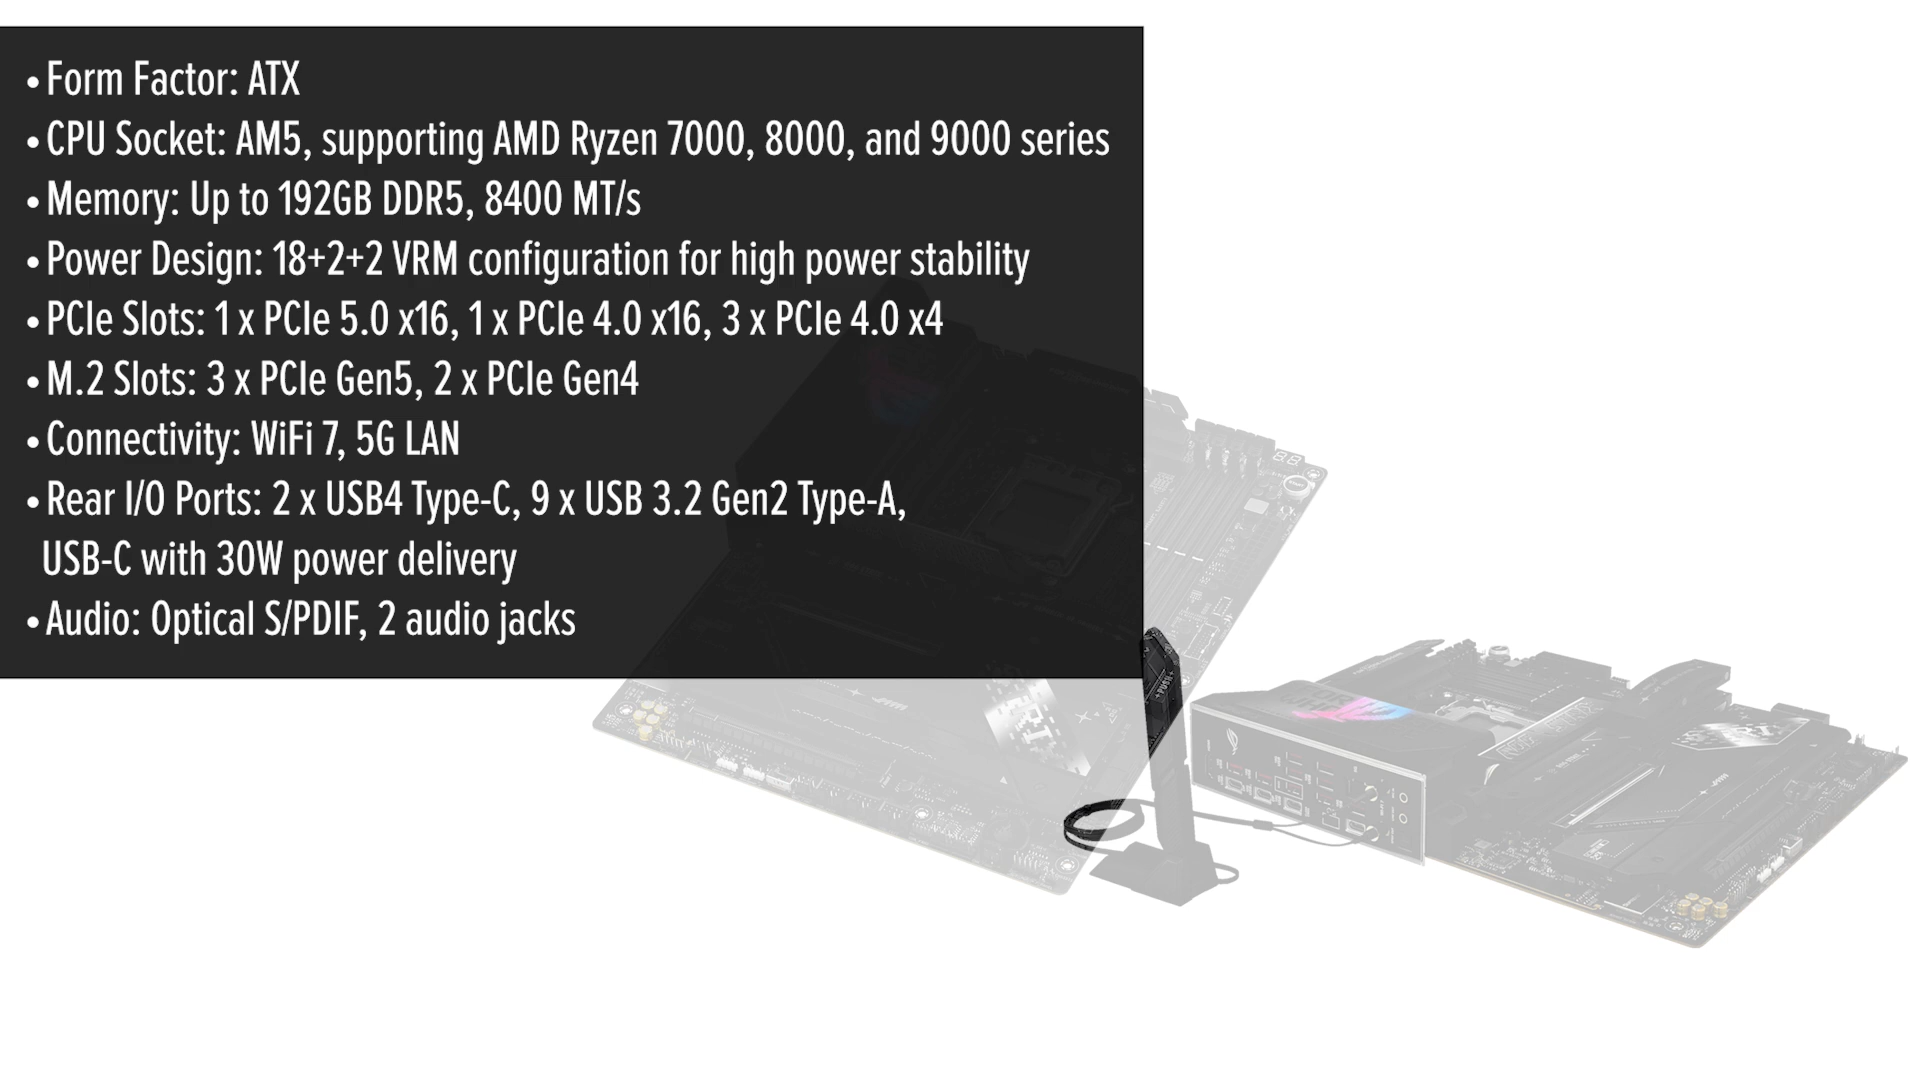 • Form Factor: ATX
• CPU Socket: AM5, supporting AMD Ryzen 7000, 8000, and 9000 series
• Memory: Up to 192GB DDR5, 8400 MT/s
• Power Design: 18+2+2 VRM configuration for high power stability
• PCIe Slots: 1 x PCIe 5.0 x16, 1 x PCIe 4.0 x16, 3 x PCIe 4.0 x4
• M.2 Slots: 3 x PCIe Gen5, 2 x PCIe Gen4
• Connectivity: WiFi 7, 5G LAN
• Rear I/O Ports: 2 x USB4 Type-C, 9 x USB 3.2 Gen2 Type-A,
USB-C with 30W power delivery
• Audio: Optical S/PDIF, 2 audio jacks
+PUSH+